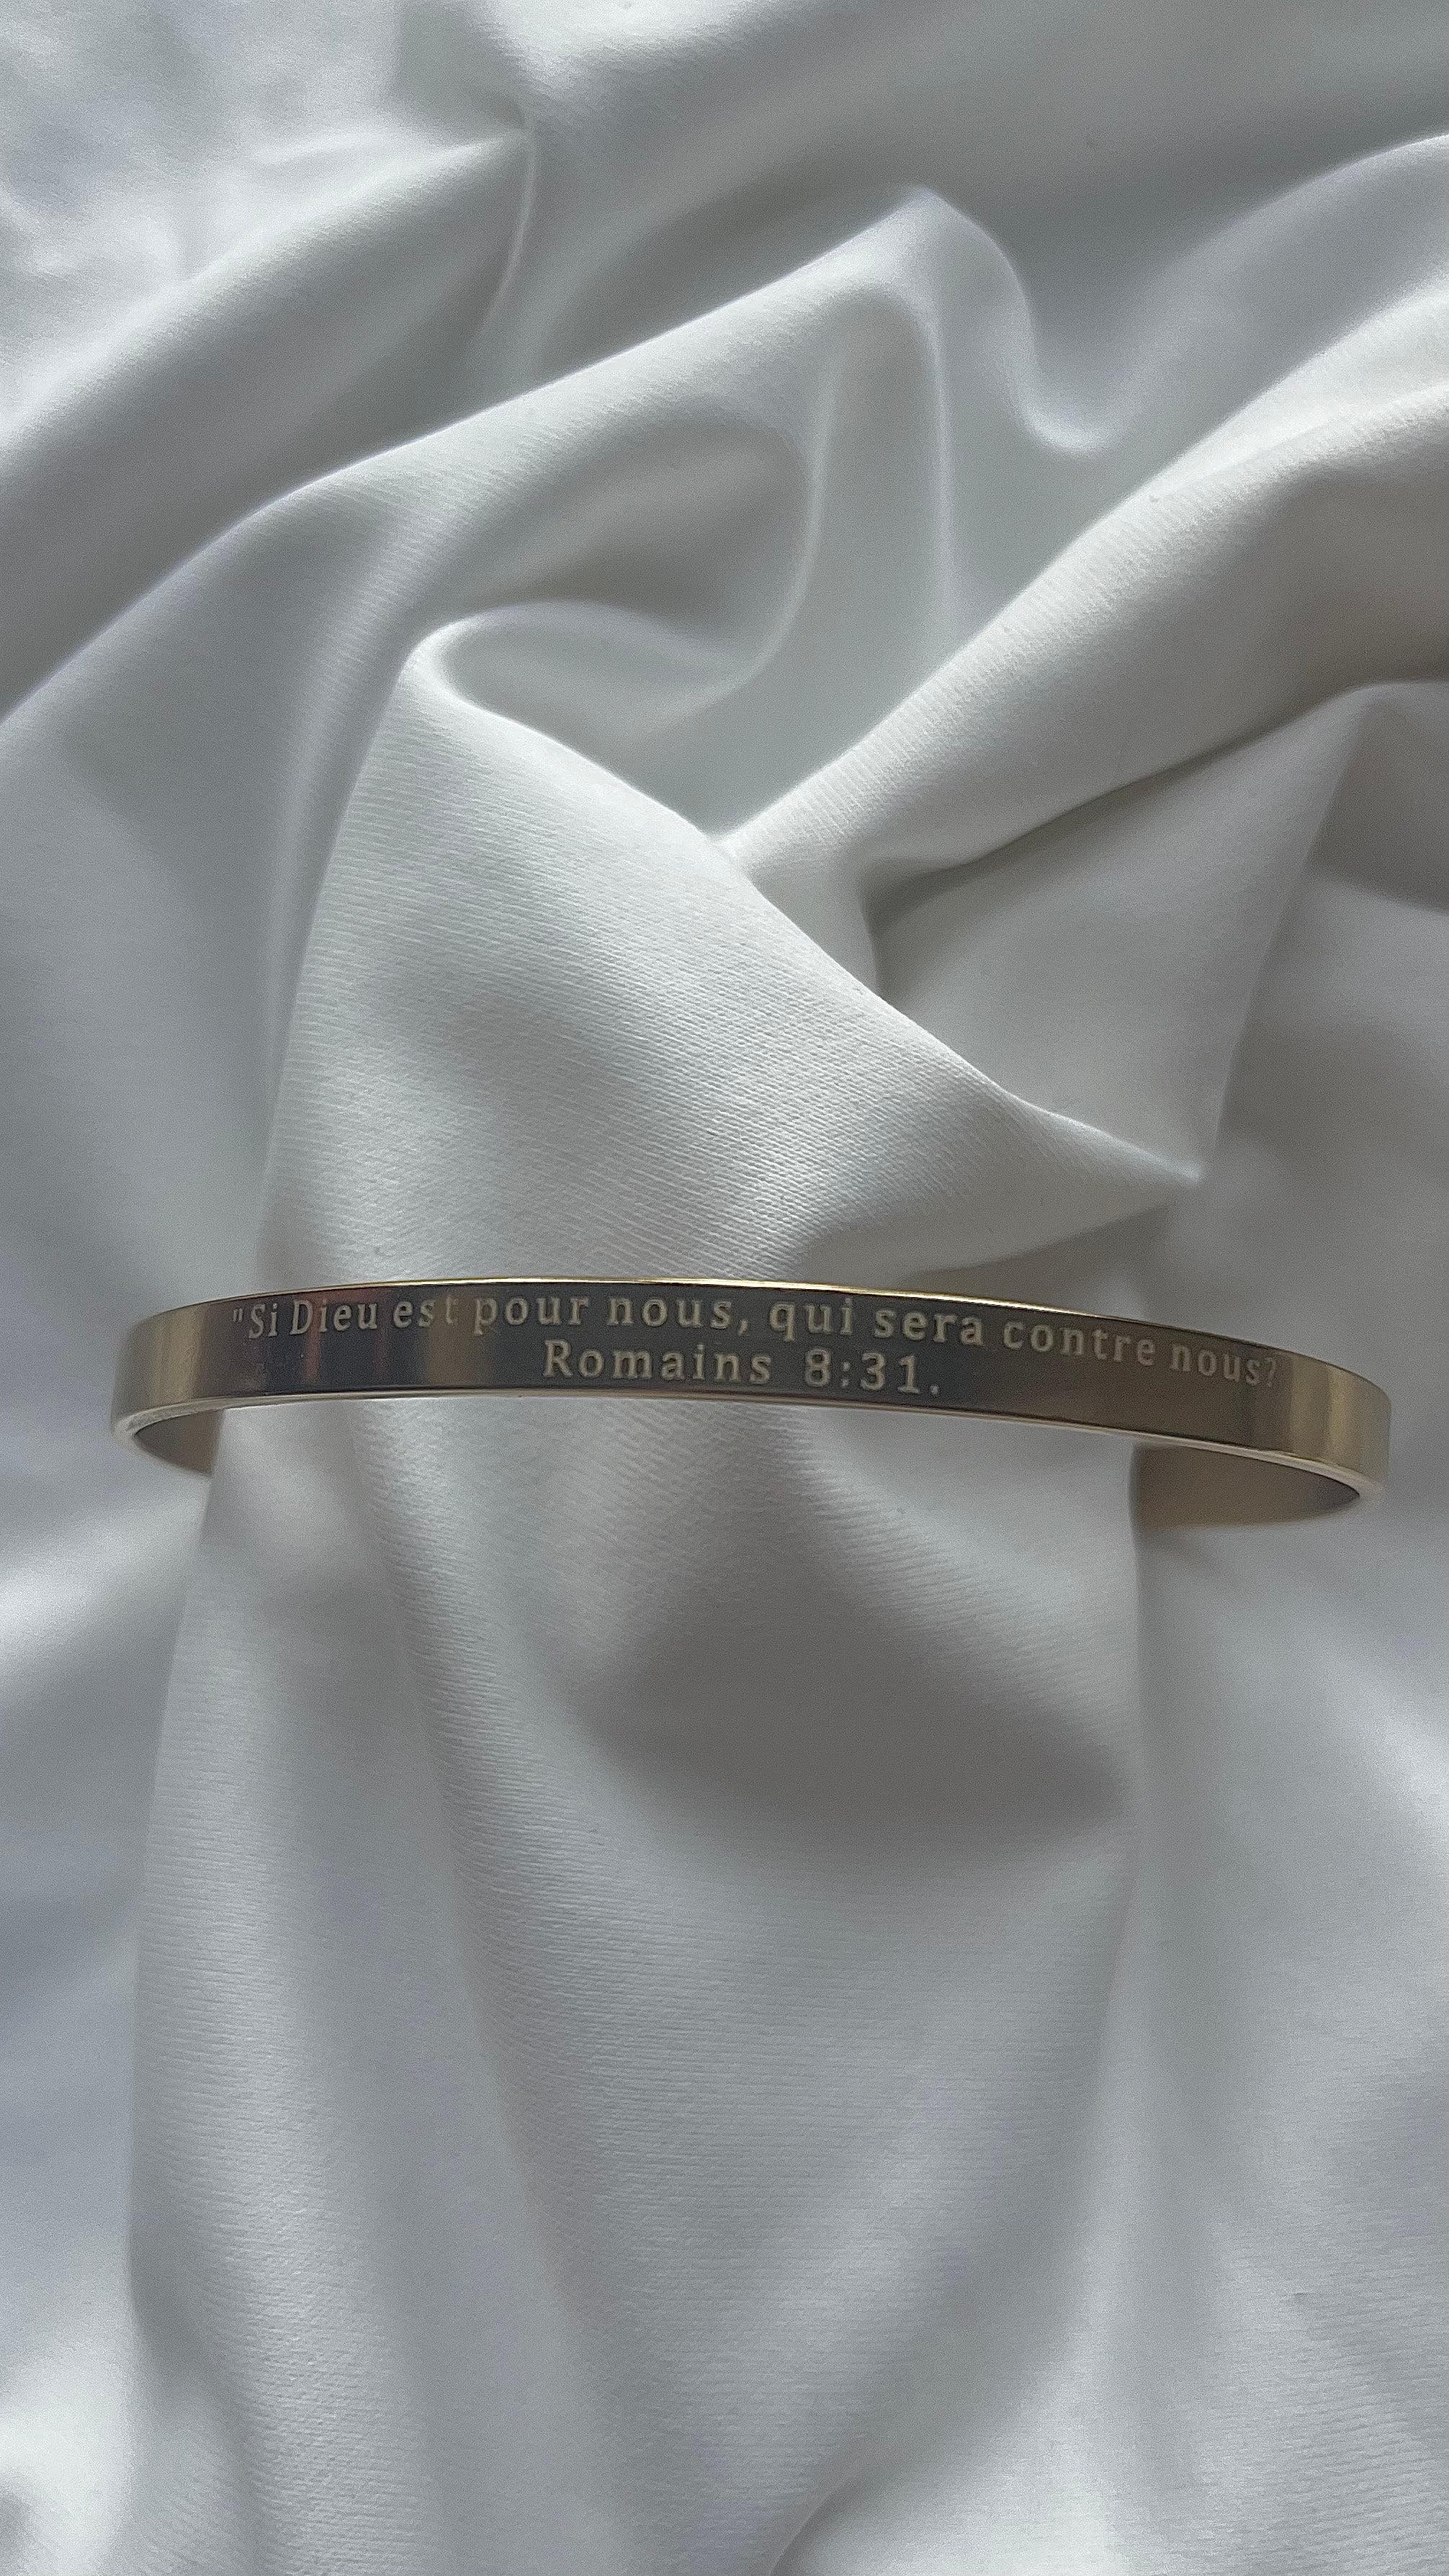 "Si Dieu est pour nous, qui sera contre nous?
Romains 8:31.